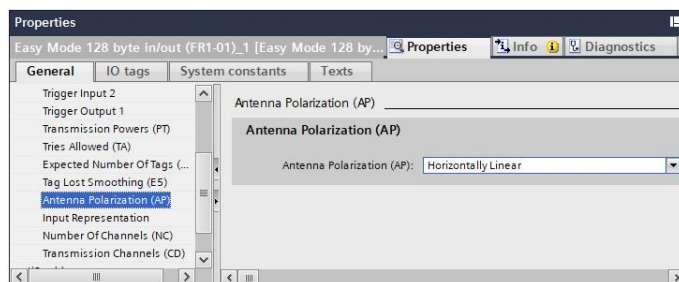 Properties
Easy Mode 128 byte in/out (FR1-01)_1 [Easy Mode 128 by...
Properties
Info
Diagnostics
General
IO tags
System constants
Texts
Trigger Input 2
Trigger Output 1
Transmission Powers (PT)
Tries Allowed (TA)
Expected Number Of Tags (...
Tag Lost Smoothing (E5)
Antenna Polarization (AP)
Input Representation
Number Of Channels (NC)
Transmission Channels (CD)
Antenna Polarization (AP)
Antenna Polarization (AP)
Antenna Polarization (AP): Horizontally Linear